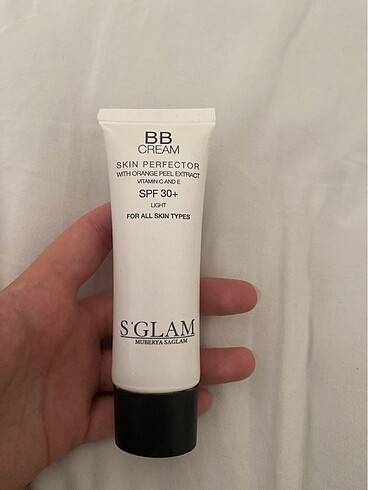 BB
CREAM
SKIN PERFECTOR
WITH ORANGE PEEL EXTRACT
VITAMIN C AND E
SPF 30+
LIGHT
FOR ALL SKIN TYPES
S'GLAM
MUBERYA SAGLAM